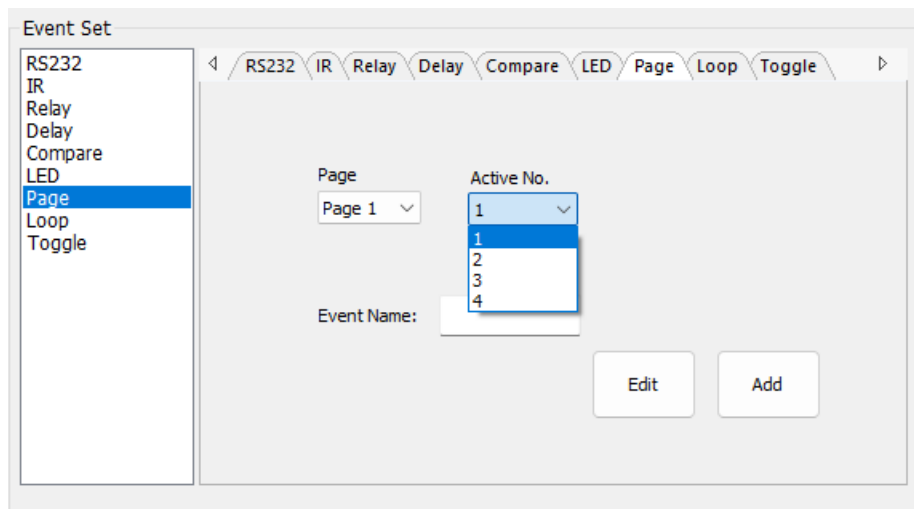 Event Set
RS232
IR
Relay
Delay
Compare
LED
Page
Loop
Toggle
RS232 IR Relay Delay Compare LED Page Loop Toggle
Page Active No.
Page 1 1
1
2
3
4
Event Name:
Edit Add